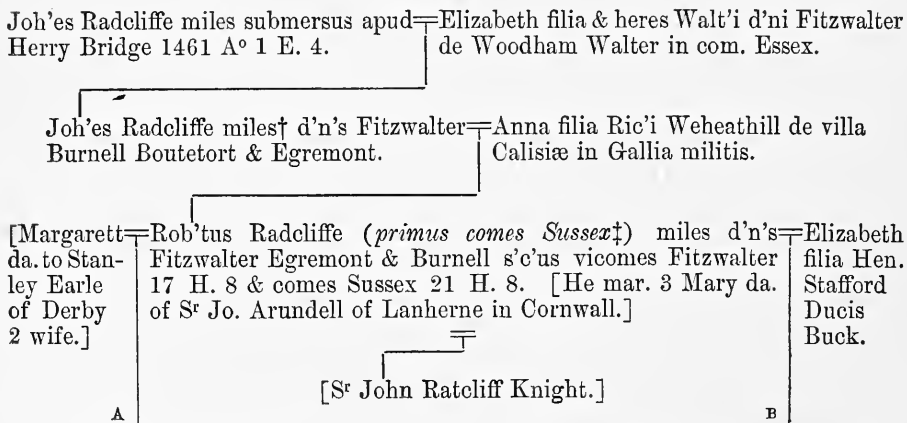 Joh'es Radcliffe miles submersus apud
Herry Bridge 1461 Aº 1 E. 4.
Elizabeth filia & heres Walt'i d'ni Fitzwalter
de Woodham Walter in com. Essex.
Joh'es Radcliffe miles† d'n's Fitzwalter
Burnell Boutetort & Egremont.
Anna filia Ric'i Weheathill de villa
Calisiæ in Gallia militis.
[Margarett
da. to Stan-
ley Earle
of Derby
2 wife.]
Rob'tus Radcliffe (primus comes Sussex‡) miles d'n's
Fitzwalter Egremont & Burnell s'c'us vicomes Fitzwalter
17 H. 8 & comes Sussex 21 H. 8. [He mar. 3 Mary da.
of Sr Jo. Arundell of Lanherne in Cornwall.]
Elizabeth
filia Hen.
Stafford
Ducis
Buck.
[Sr John Ratcliff Knight.]
A
B